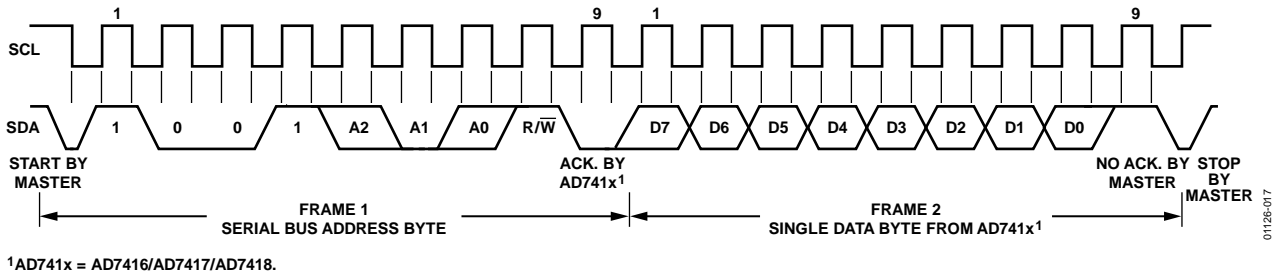 1 9 1 9
SCL
SDA 1 0 0 1 A2 A1 A0 R/W̅ D7 D6 D5 D4 D3 D2 D1 D0
START BY
MASTER
ACK. BY
AD741x1
NO ACK. BY
MASTER
STOP
BY
MASTER
FRAME 1
SERIAL BUS ADDRESS BYTE
FRAME 2
SINGLE DATA BYTE FROM AD741x1
01126-017
1AD741x = AD7416/AD7417/AD7418.